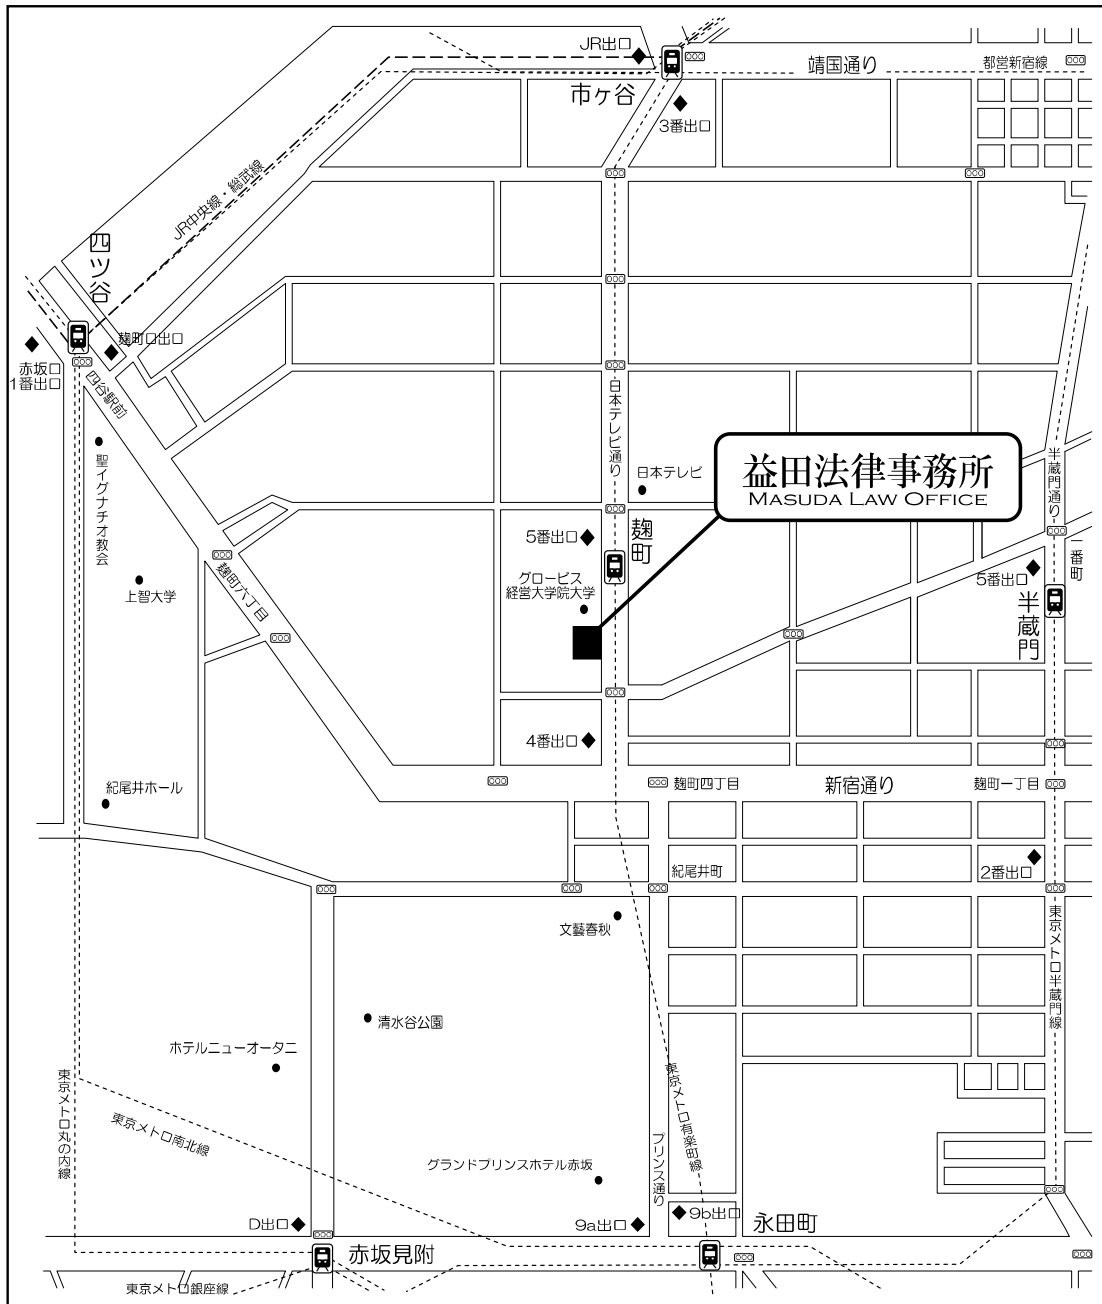 JR出口
靖国通り
都営新宿線
市ヶ谷
3番出口
JR中央線・総武線
四ツ谷
麹町口出口
赤坂口
1番出口
四谷駅前
日本テレビ通り
聖イグナチオ教会
日本テレビ
益田法律事務所
MASUDA LAW OFFICE
半蔵門通り
一番町
5番出口
麹町
5番出口
半蔵門
グロービス
経営大学院大学
上智大学
麹町六丁目
4番出口
紀尾井ホール
麹町四丁目
新宿通り
麹町一丁目
紀尾井町
2番出口
文藝春秋
東京メトロ半蔵門線
清水谷公園
ホテルニューオータニ
東京メトロ丸の内線
東京メトロ南北線
東京メトロ有楽町線
プリンス通り
グランドプリンスホテル赤坂
D出口
9a出口
9b出口
永田町
赤坂見附
東京メトロ銀座線